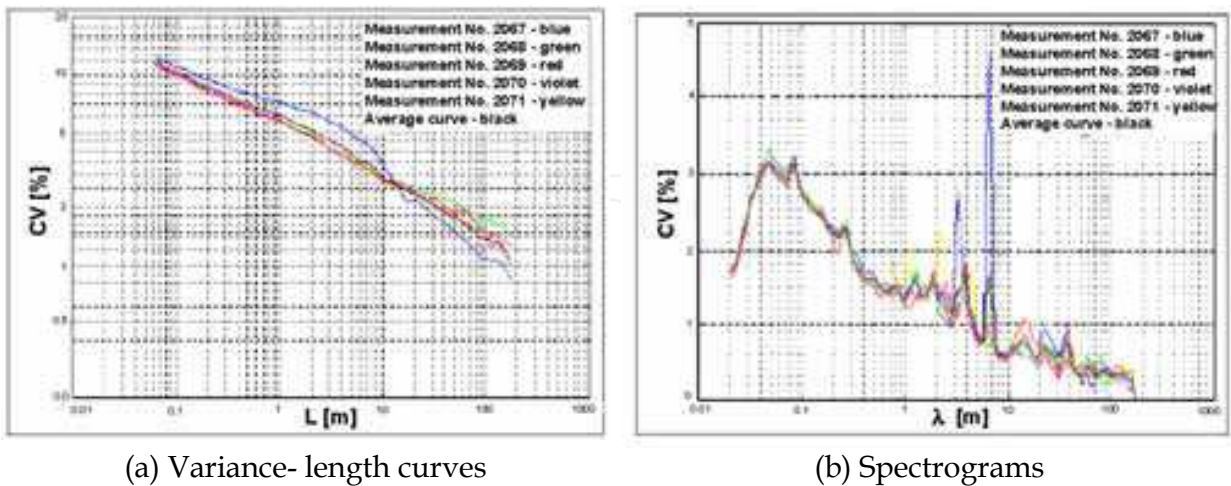 Measurement No. 2067 - blue
Measurement No. 2068 - green
Measurement No. 2069 - red
Measurement No. 2070 - violet
Measurement No. 2071 - yellow
Average curve - black
CV [%]
10
0.01
0,1
1
10
100
1000
L [m]
Measurement No. 2067 - blue
Measurement No. 2068 - green
Measurement No. 2069 - red
Measurement No. 2070 - violet
Measurement No. 2071 - yellow
Average curve - black
CV [%]
4
3
2
1
0
0.01
0.1
1
10
100
1000
λ [m]
(a) Variance- length curves
(b) Spectrograms